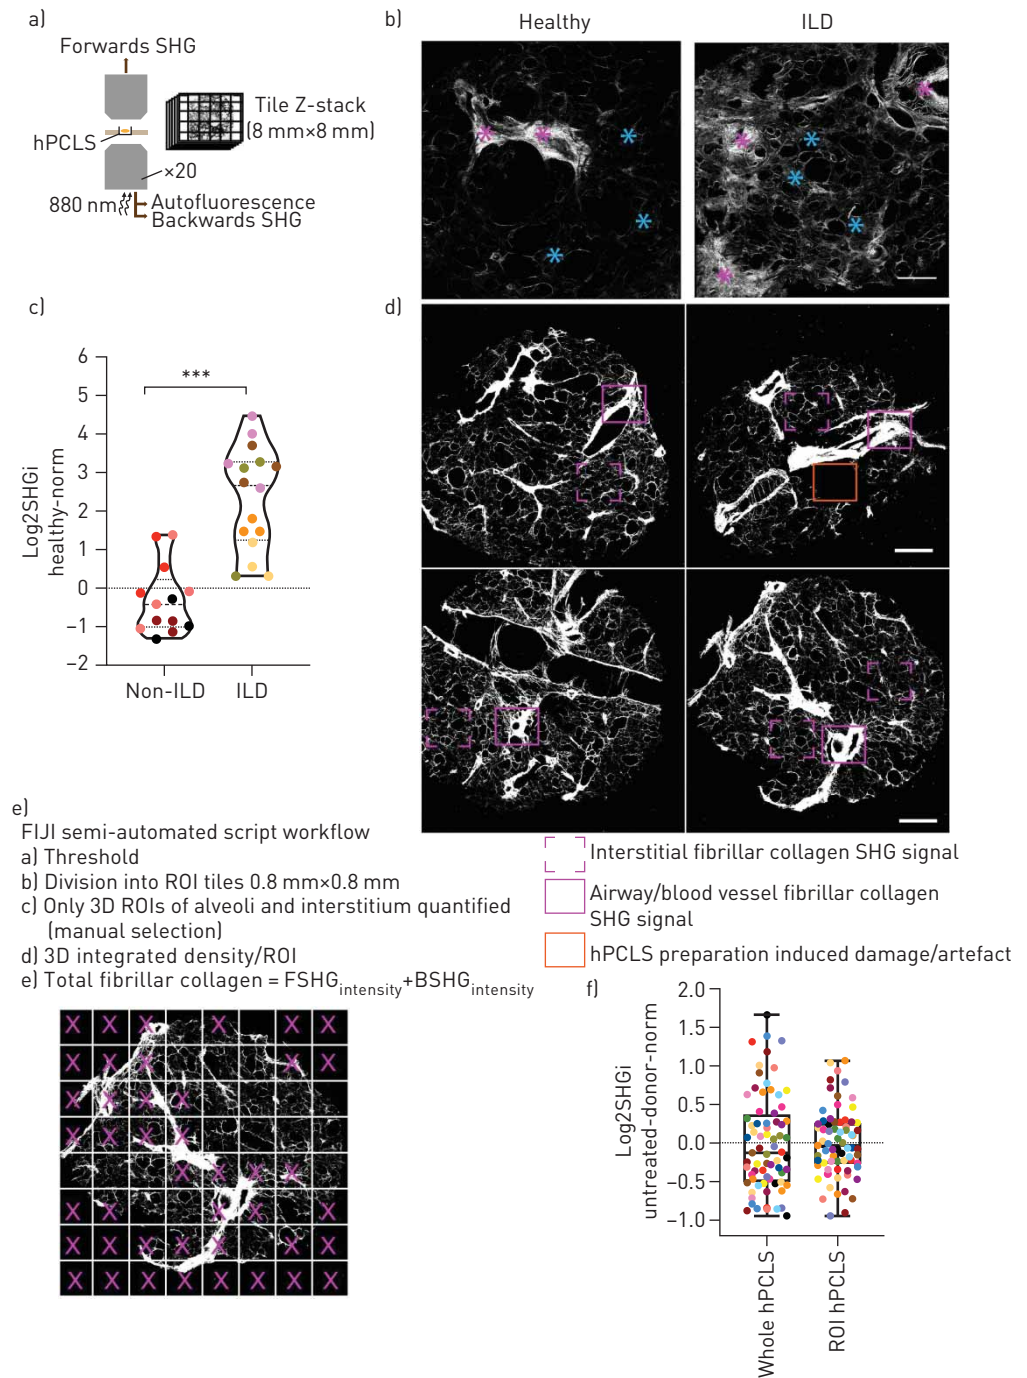 a)
Forwards SHG
hPCLS
Tile Z-stack
(8 mm×8 mm)
×20
880 nm
Autofluorescence
Backwards SHG
b)
Healthy
ILD
* * * * *
* * * * * *
c)
***
Log2SHGi
healthy-norm
6
5
4
3
2
1
0
−1
−2
Non-ILD
ILD
d)
Interstitial fibrillar collagen SHG signal
Airway/blood vessel fibrillar collagen
SHG signal
hPCLS preparation induced damage/artefact
e)
FIJI semi-automated script workflow
a) Threshold
b) Division into ROI tiles 0.8 mm×0.8 mm
c) Only 3D ROIs of alveoli and interstitium quantified
(manual selection)
d) 3D integrated density/ROI
e) Total fibrillar collagen = FSHGintensity+BSHGintensity
X X X X X X X
X X X X X
X X X X
X X
X X X X X
X X
X X X X X X
X X X X X X X X
f)
Log2SHGi
untreated-donor-norm
2.0
1.5
1.0
0.5
0.0
−0.5
−1.0
Whole hPCLS
ROI hPCLS